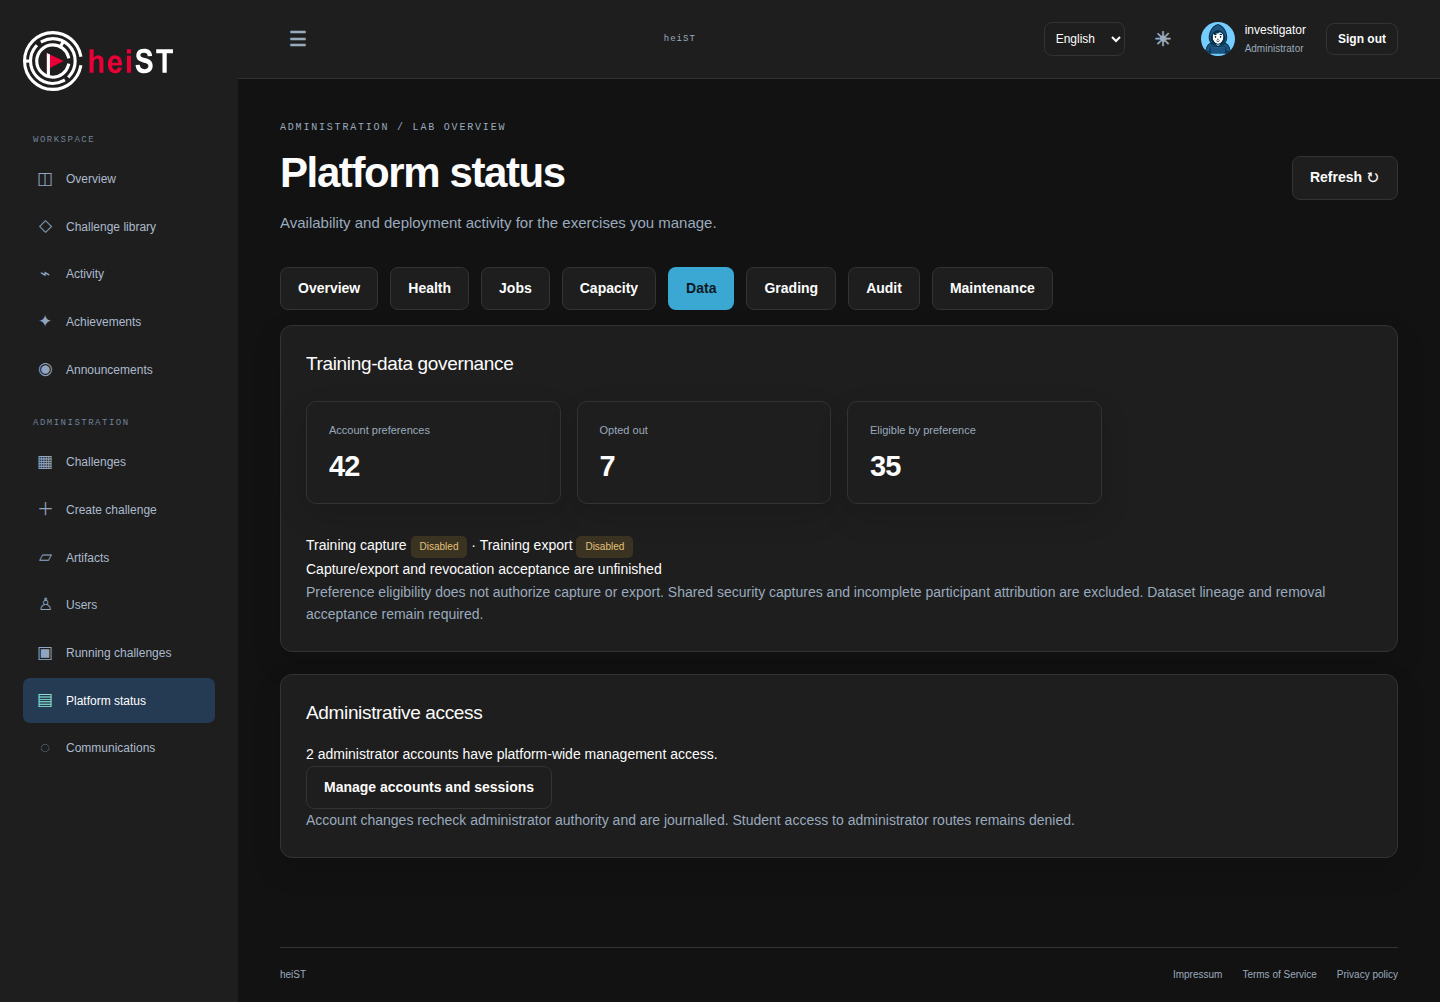 heiST
heiST
English
investigator
Administrator
Sign out
WORKSPACE
Overview
Challenge library
Activity
Achievements
Announcements
ADMINISTRATION
Challenges
Create challenge
Artifacts
Users
Running challenges
Platform status
Communications
ADMINISTRATION / LAB OVERVIEW
Platform status
Refresh ↻
Availability and deployment activity for the exercises you manage.
Overview
Health
Jobs
Capacity
Data
Grading
Audit
Maintenance
Training-data governance
Account preferences
42
Opted out
7
Eligible by preference
35
Training capture Disabled · Training export Disabled
Capture/export and revocation acceptance are unfinished
Preference eligibility does not authorize capture or export. Shared security captures and incomplete participant attribution are excluded. Dataset lineage and removal
acceptance remain required.
Administrative access
2 administrator accounts have platform-wide management access.
Manage accounts and sessions
Account changes recheck administrator authority and are journalled. Student access to administrator routes remains denied.
heiST
Impressum
Terms of Service
Privacy policy